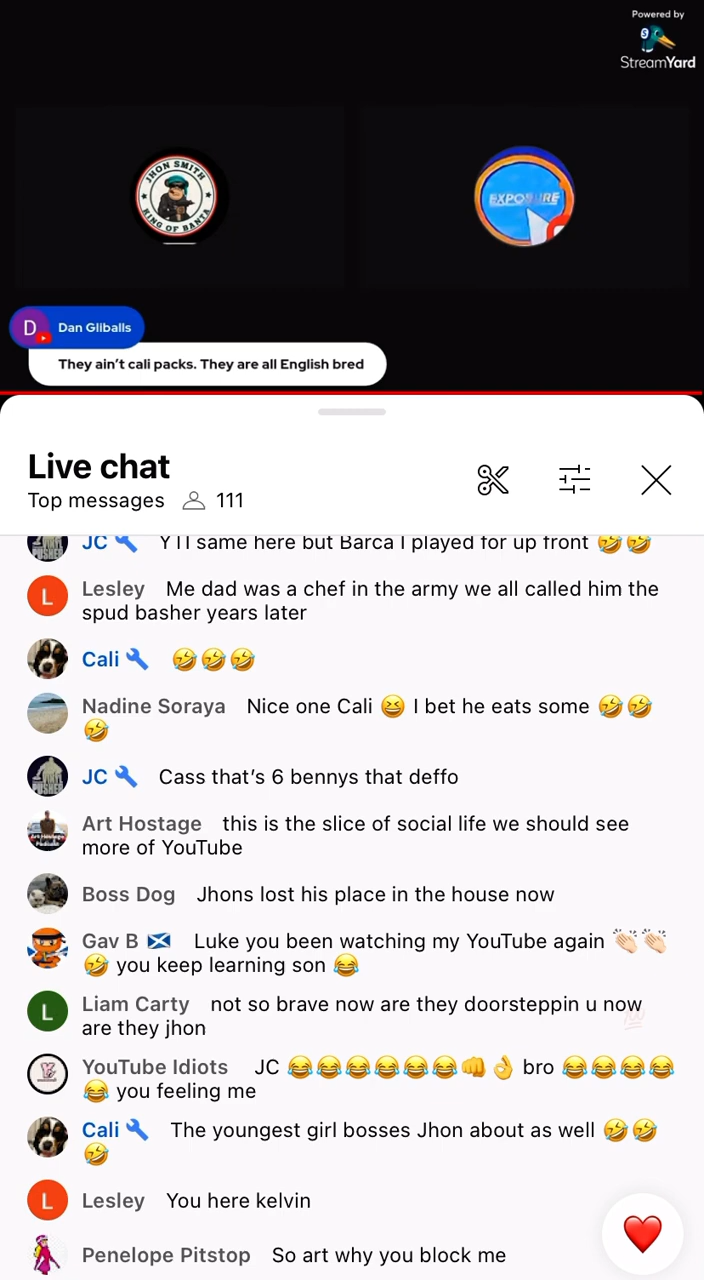 Powered by
StreamYard
JHON SMITH
KING OF BANTA
EXPOSURE
D Dan Gliballs
They ain't cali packs. They are all English bred
Live chat
Top messages 111
JC 🔧 YTI same here but Barca I played for up front 🤣🤣
L Lesley Me dad was a chef in the army we all called him the
spud basher years later
Cali 🔧 🤣🤣🤣
Nadine Soraya Nice one Cali 😆 I bet he eats some 🤣🤣
🤣
JC 🔧 Cass that's 6 bennys that deffo
Art Hostage this is the slice of social life we should see
more of YouTube
Boss Dog Jhons lost his place in the house now
Gav B 🏴󠁧󠁢󠁳󠁣󠁴󠁿 Luke you been watching my YouTube again 👏🏻👏🏻
🤣 you keep learning son 😂
L Liam Carty not so brave now are they doorsteppin u now
are they jhon
YouTube Idiots JC 😂😂😂😂😂😂👊👌 bro 😂😂😂😂
😂 you feeling me
Cali 🔧 The youngest girl bosses Jhon about as well 🤣🤣
🤣
L Lesley You here kelvin
Penelope Pitstop So art why you block me